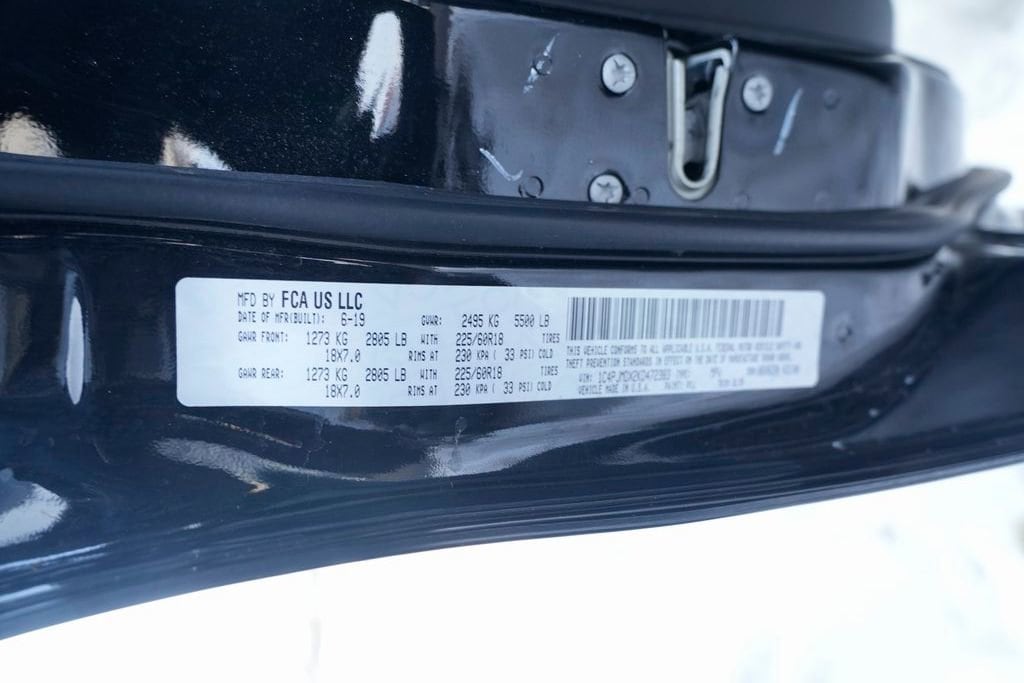 MFD BY FCA US LLC
DATE OF MFR(BUILT): 6-19 GVWR: 2495 KG 5500 LB
GAWR FRONT: 1273 KG 2805 LB WITH 225/60R18 TIRES
18X7.0 RIMS AT 230 KPA ( 33 PSI) COLD
GAWR REAR: 1273 KG 2805 LB WITH 225/60R18 TIRES
18X7.0 RIMS AT 230 KPA ( 33 PSI) COLD
THIS VEHICLE CONFORMS TO ALL APPLICABLE U.S.A. FEDERAL MOTOR VEHICLE SAFETY AND
THEFT PREVENTION STANDARDS IN EFFECT ON THE DATE OF MANUFACTURE SHOWN ABOVE.
VIN: TYPE: MPV
VEHICLE MADE IN U.S.A. PAINT: